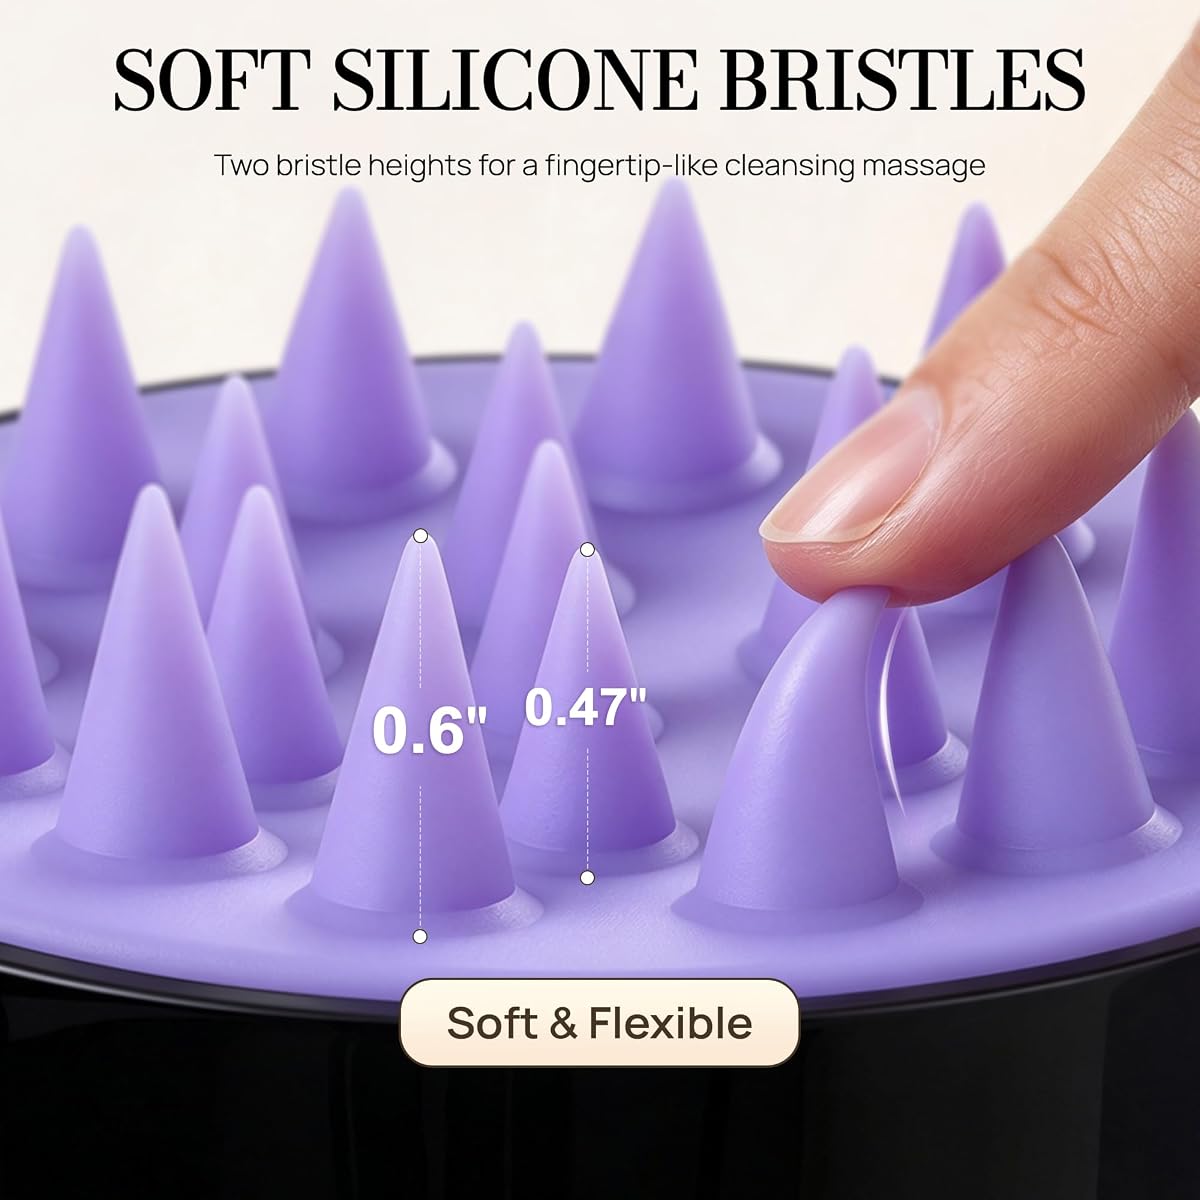 SOFT SILICONE BRISTLES
Two bristle heights for a fingertip-like cleansing massage
0.6"
0.47"
Soft & Flexible